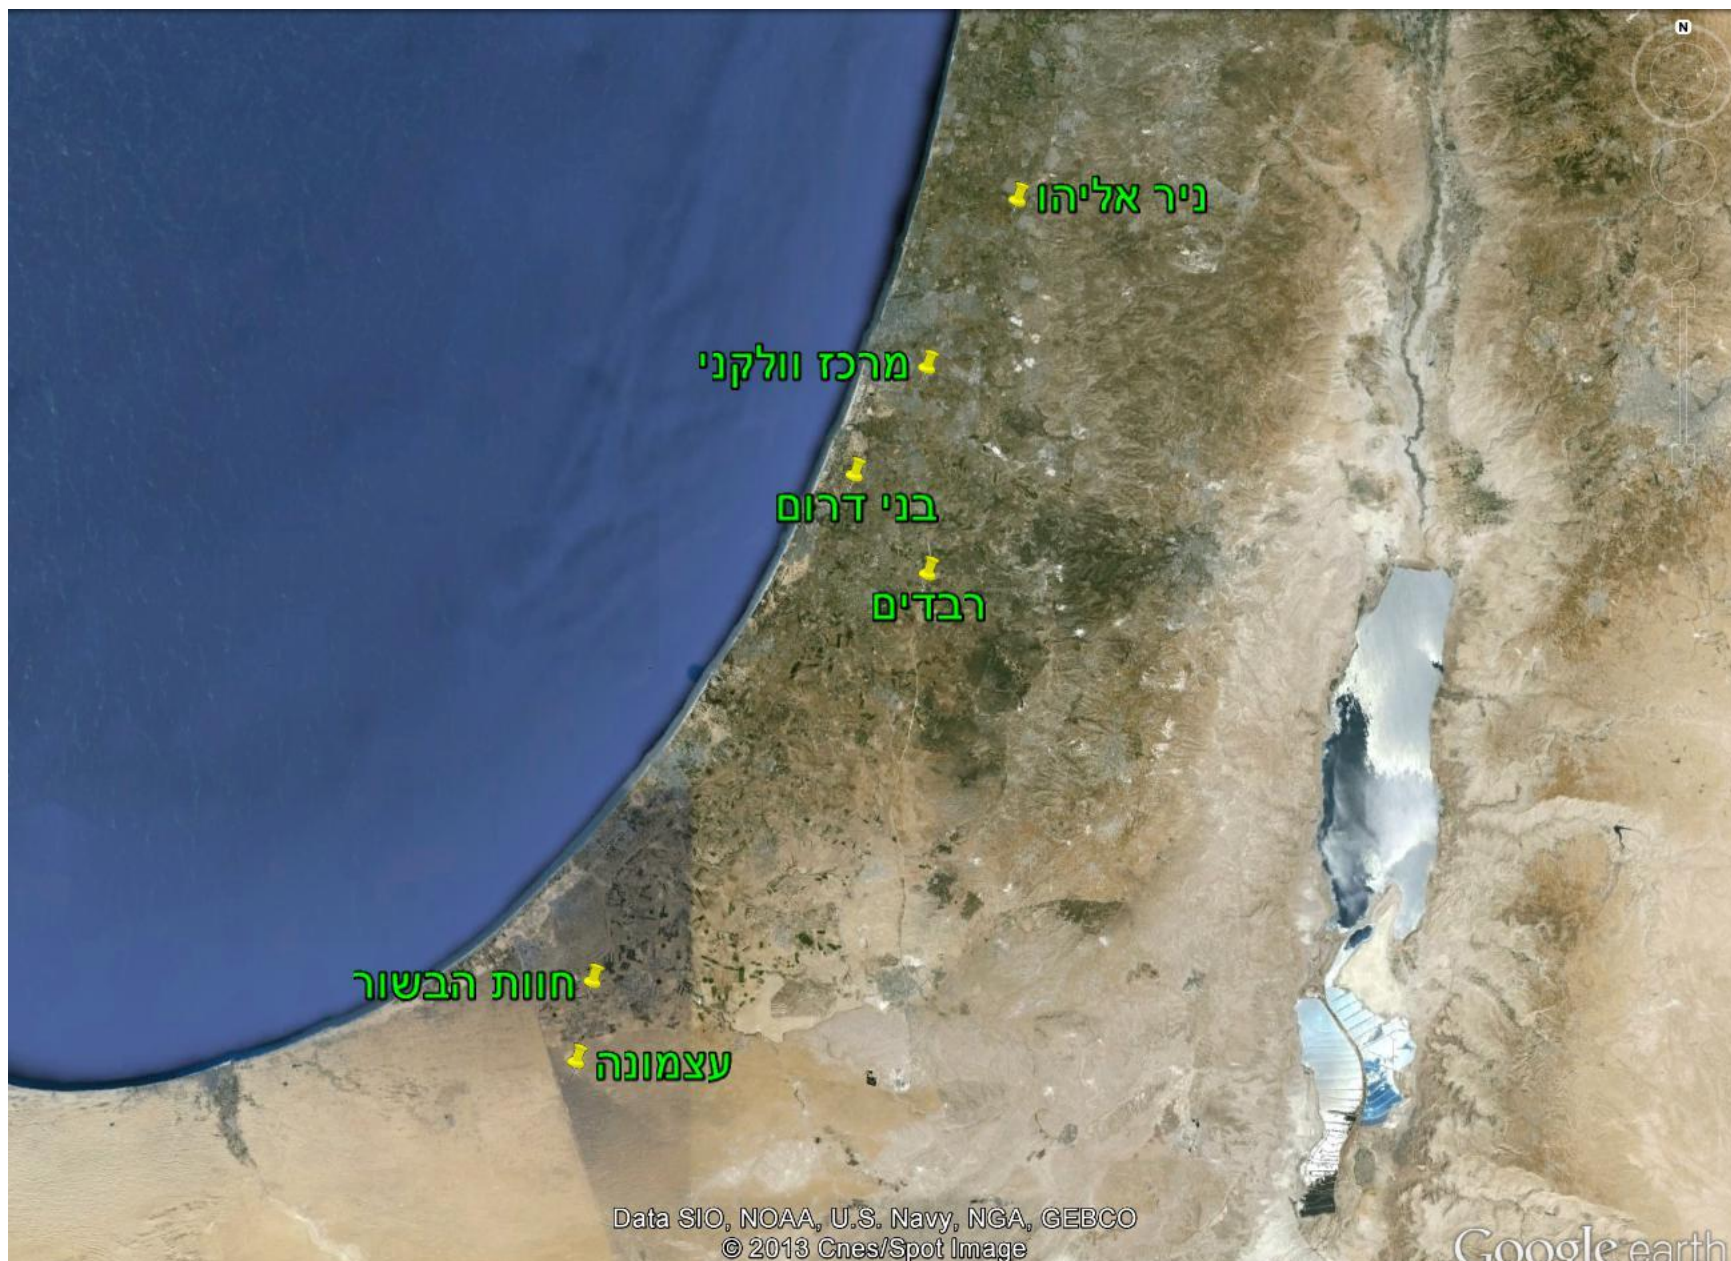 N
ניר אליהו
מרכז וולקני
בני דרום
רבדים
חוות הבשור
עצמונה
Data SIO, NOAA, U.S. Navy, NGA, GEBCO
© 2013 Cnes/Spot Image
Google earth